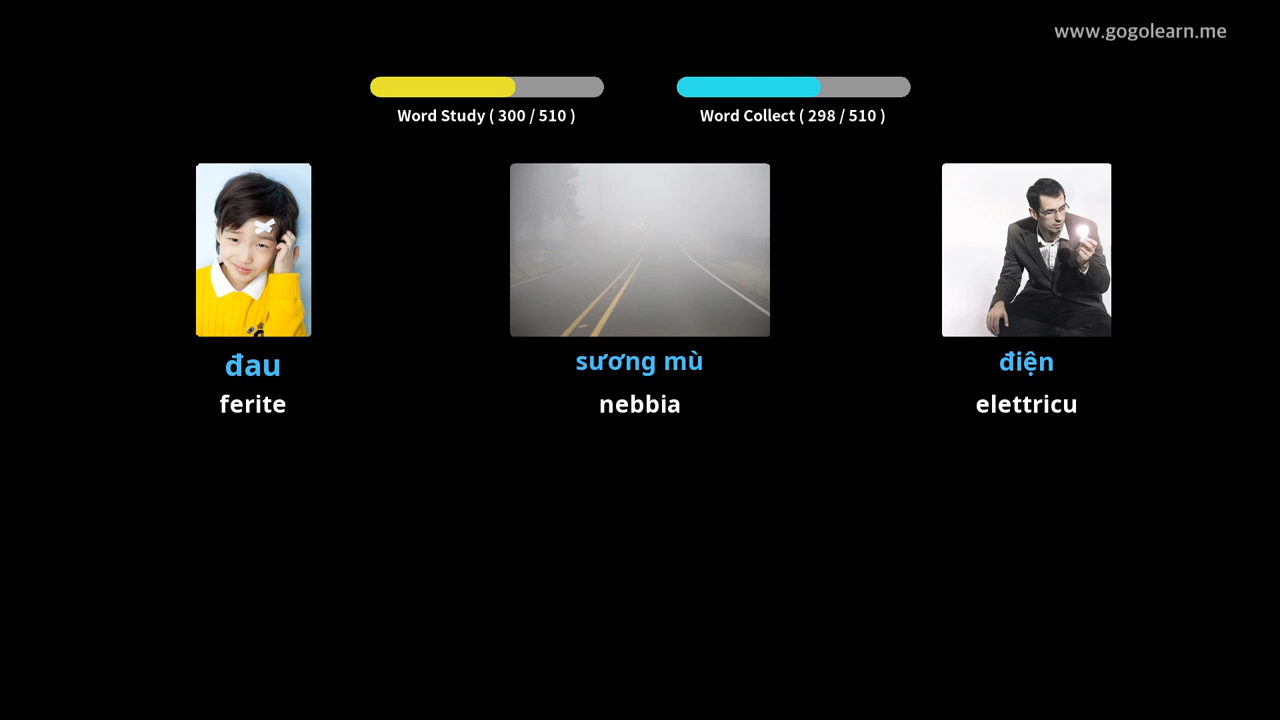 www.gogolearn.me
Word Study ( 300 / 510 )
Word Collect ( 298 / 510 )
đau
sương mù
điện
ferite
nebbia
elettricu